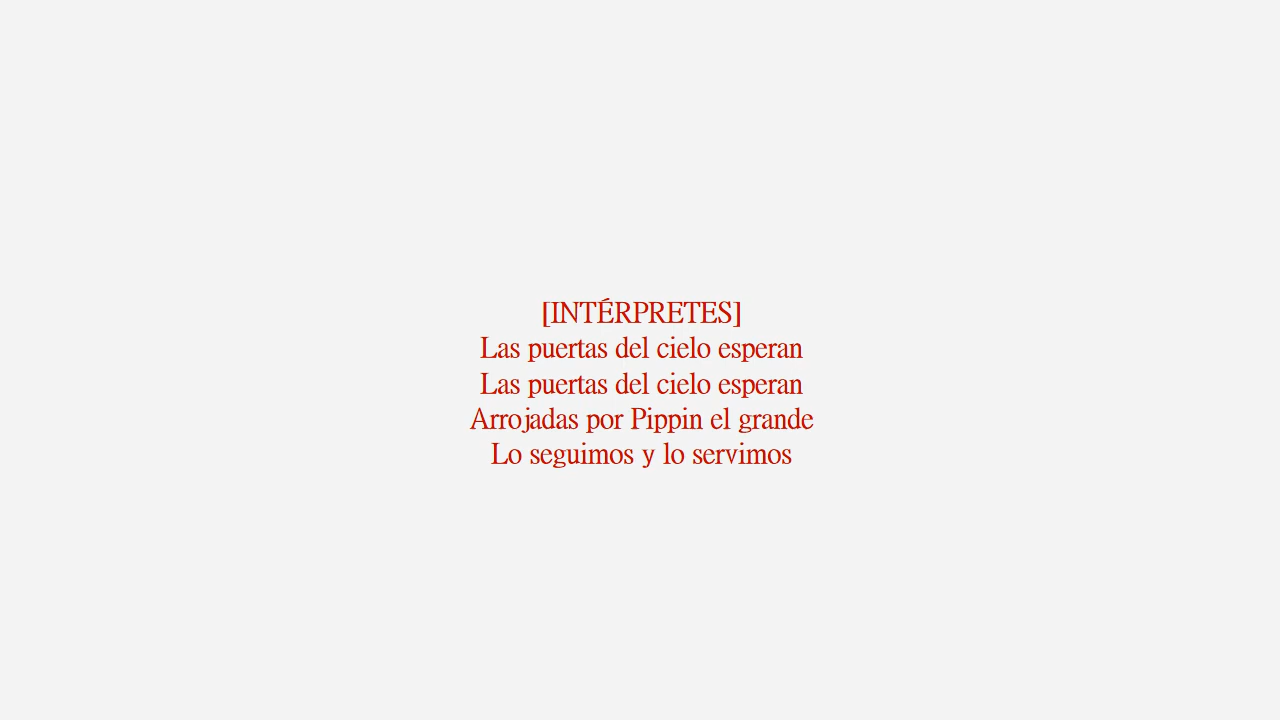 [INTÉRPRETES]
Las puertas del cielo esperan
Las puertas del cielo esperan
Arrojadas por Pippin el grande
Lo seguimos y lo servimos